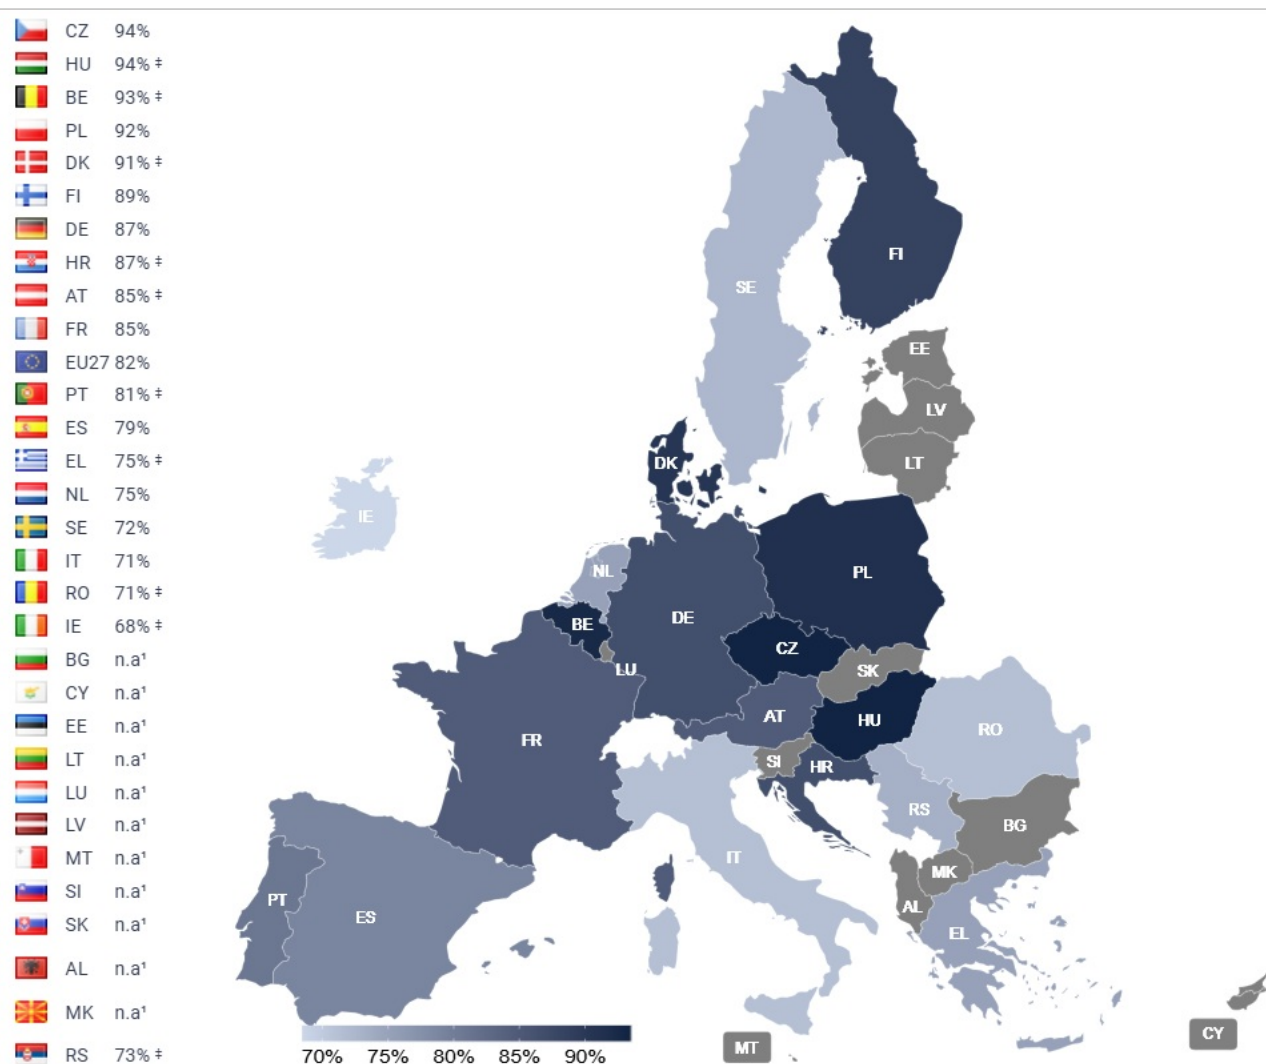 CZ 94%
HU 94% ‡
BE 93% ‡
PL 92%
DK 91% ‡
FI 89%
DE 87%
HR 87% ‡
AT 85% ‡
FR 85%
EU27 82%
PT 81% ‡
ES 79%
EL 75% ‡
NL 75%
SE 72%
IT 71%
RO 71% ‡
IE 68% ‡
BG n.a¹
CY n.a¹
EE n.a¹
LT n.a¹
LU n.a¹
LV n.a¹
MT n.a¹
SI n.a¹
SK n.a¹
AL n.a¹
MK n.a¹
RS 73% ‡
FI
SE
EE
LV
LT
DK
IE
NL
PL
BE
DE
CZ
LU
SK
AT
HU
FR
RO
SI
HR
RS
BG
IT
MK
PT
AL
ES
EL
CY
MT
70% 75% 80% 85% 90%